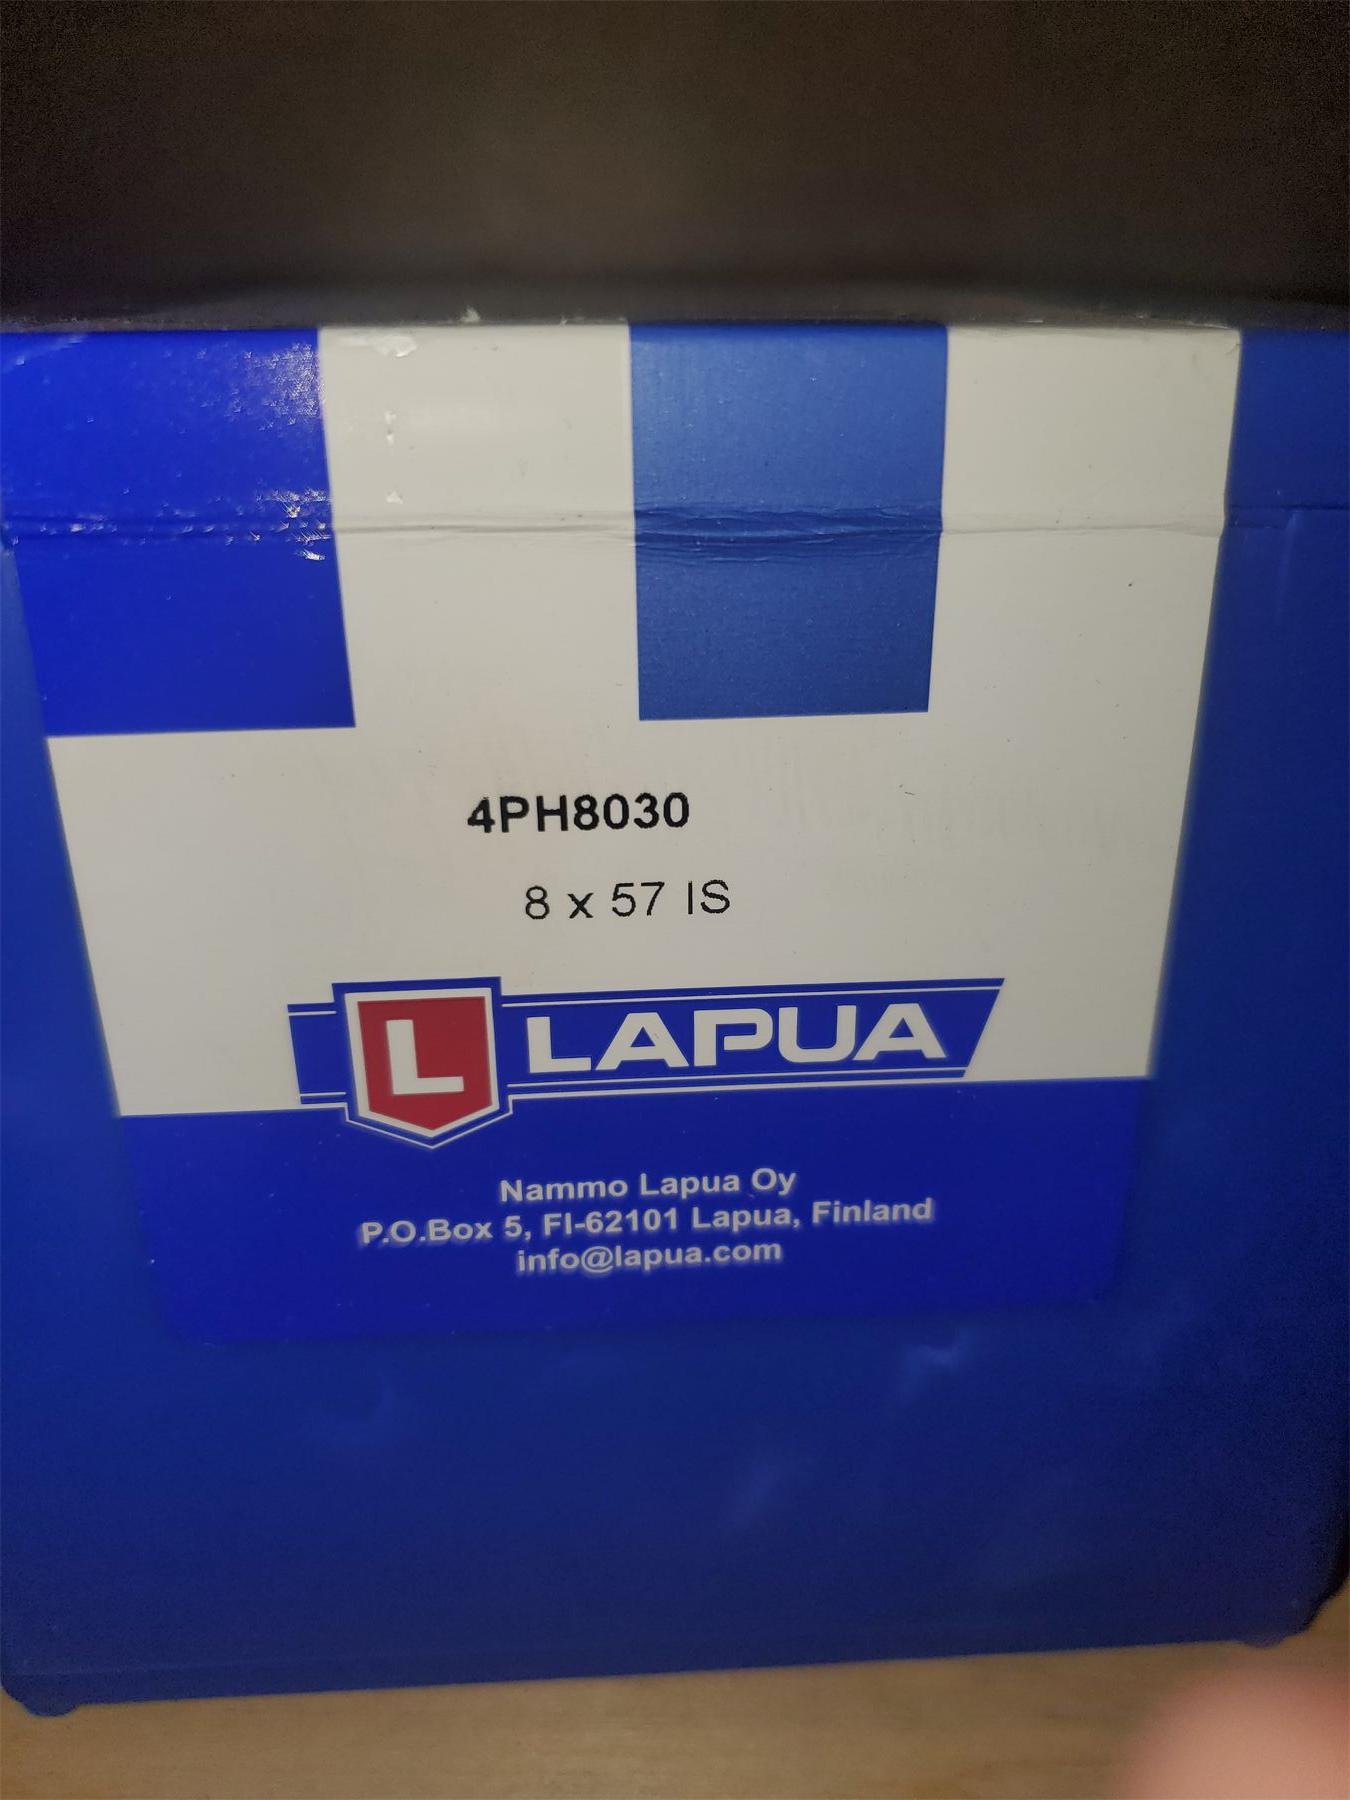 4PH8030
8 x 57 IS
L LAPUA
Nammo Lapua Oy
P.O.Box 5, FI-62101 Lapua, Finland
info@lapua.com